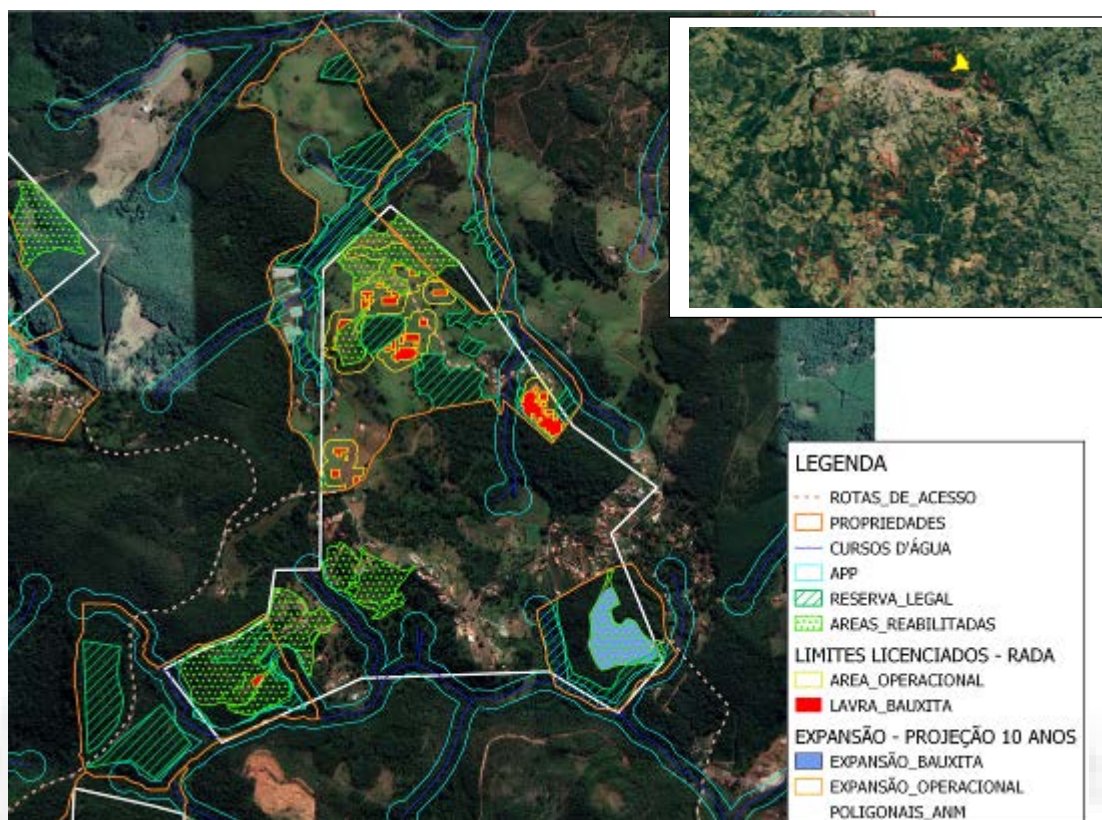 LEGENDA
ROTAS_DE_ACESSO
PROPRIEDADES
CURSOS D'ÁGUA
APP
RESERVA_LEGAL
AREAS_REABILITADAS
LIMITES LICENCIADOS - RADA
AREA_OPERACIONAL
LAVRA_BAUXITA
EXPANSÃO - PROJEÇÃO 10 ANOS
EXPANSÃO_BAUXITA
EXPANSÃO_OPERACIONAL
POLIGONAIS_ANM